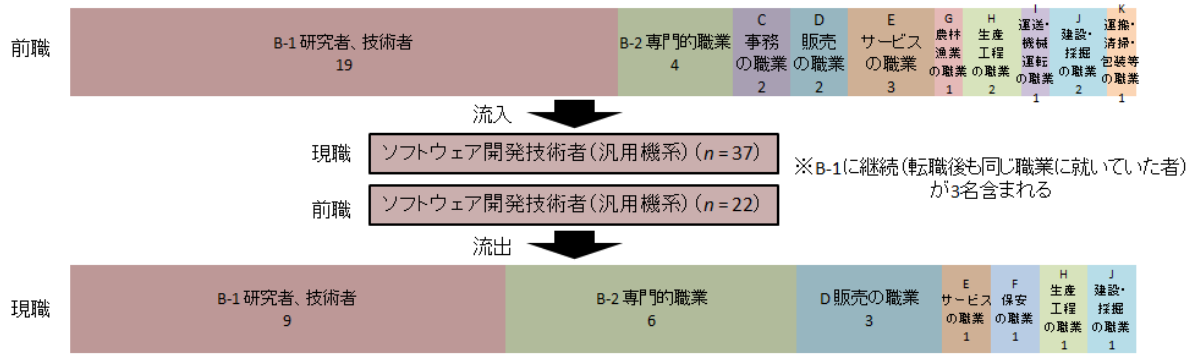 前職
B-1 研究者、技術者
19
B-2 専門的職業
4
C
事務
の職業
2
D
販売
の職業
2
E
サービス
の職業
3
G
農林
漁業
の職業
1
H
生産
工程
の職業
2
I
運送・
機械
運転
の職業
1
J
建設・
採掘
の職業
2
K
運搬・
清掃・
包装等
の職業
1
流入
現職
ソフトウェア開発技術者（汎用機系）（n = 37）
前職
ソフトウェア開発技術者（汎用機系）（n = 22）
※B-1に継続（転職後も同じ職業に就いていた者）
が3名含まれる
流出
現職
B-1 研究者、技術者
9
B-2 専門的職業
6
D 販売の職業
3
E
サービス
の職業
1
F
保安
の職業
1
H
生産
工程
の職業
1
J
建設・
採掘
の職業
1